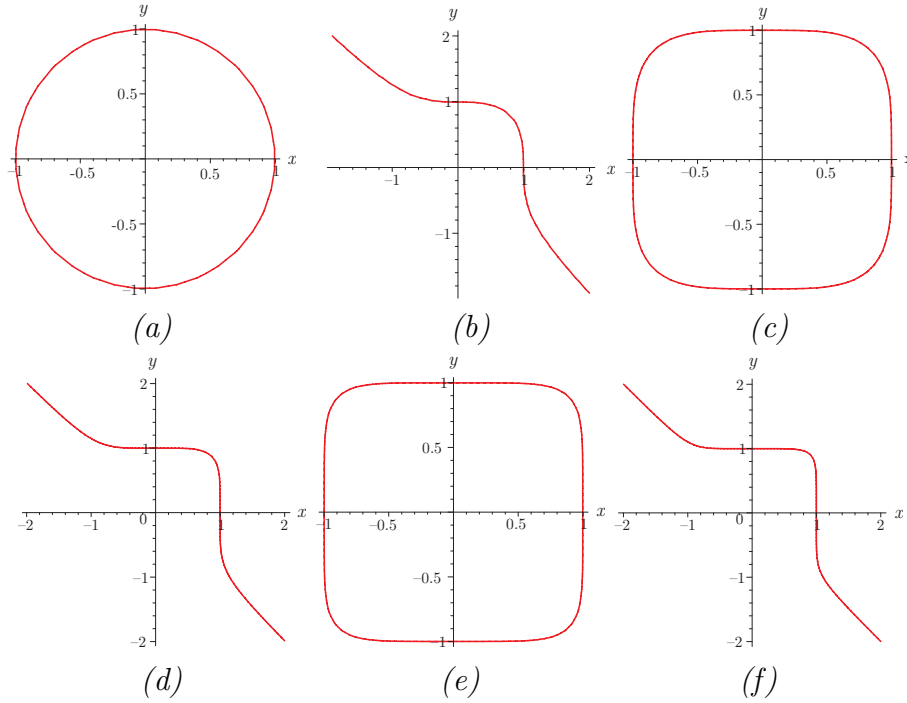 y
1
0.5
x
–1 -0.5 0.5 1
-0.5
–1
(a)
y
2
1
x
–1 1 2
–1
(b)
y
1
0.5
x
–1 –0.5 0.5 1
–0.5
–1
(c)
y
2
1
x
–2 –1 0 1 2
–1
–2
(d)
y
1
0.5
x
–1 0.5 1
–0.5
–1
(e)
y
2
1
x
–2 –1 0 1 2
–1
–2
(f)